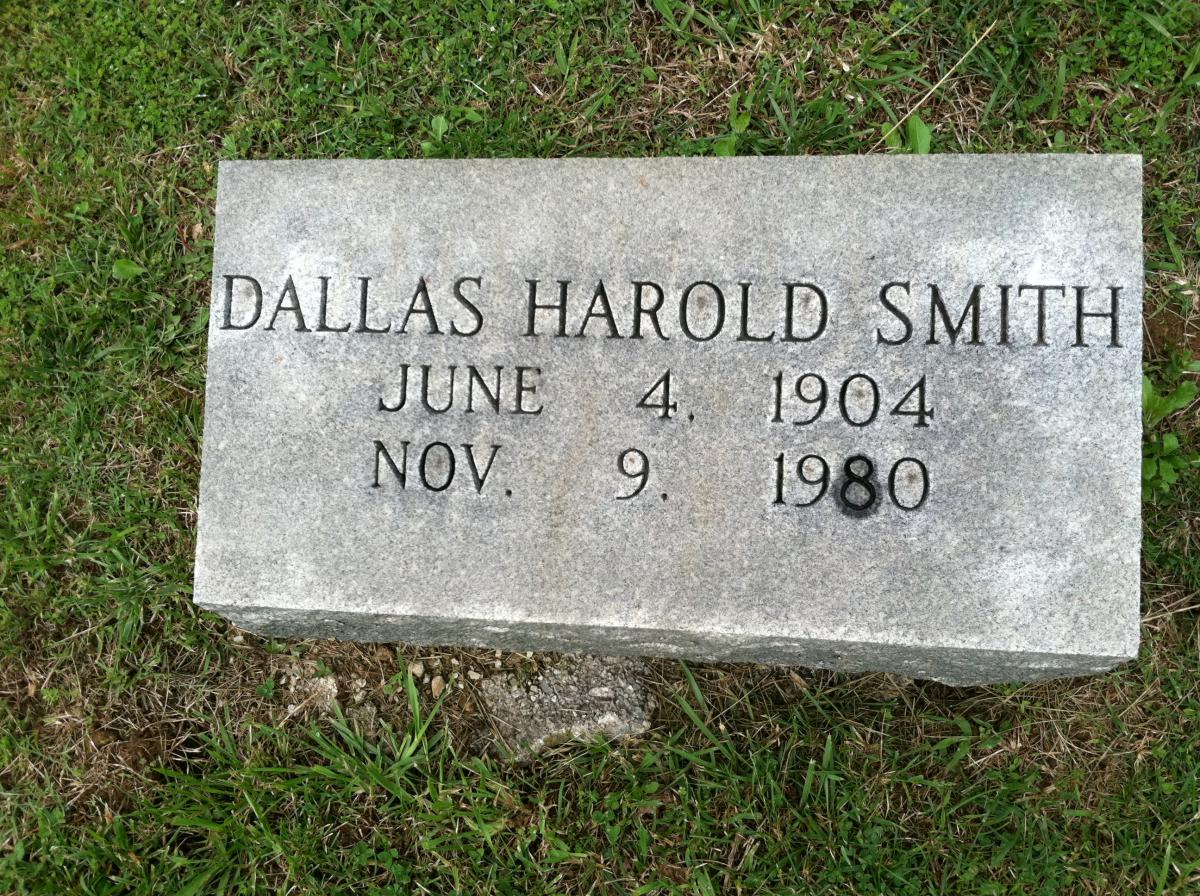 DALLAS HAROLD SMITH
JUNE 4, 1904
NOV. 9. 1980